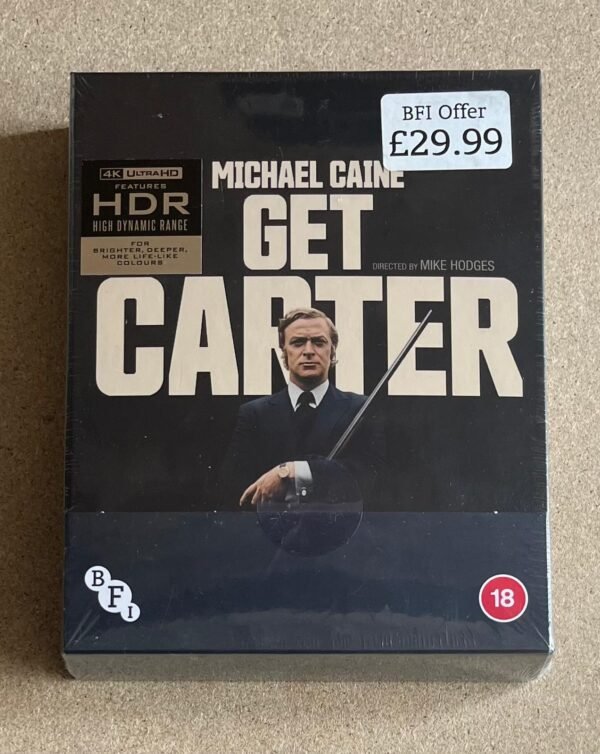 BFI Offer
£29.99
4K ULTRA HD
FEATURES
HDR
HIGH DYNAMIC RANGE
FOR
BRIGHTER, DEEPER,
MORE LIFE-LIKE
COLOURS
MICHAEL CAINE
GET
DIRECTED BY MIKE HODGES
CARTER
BFI
18